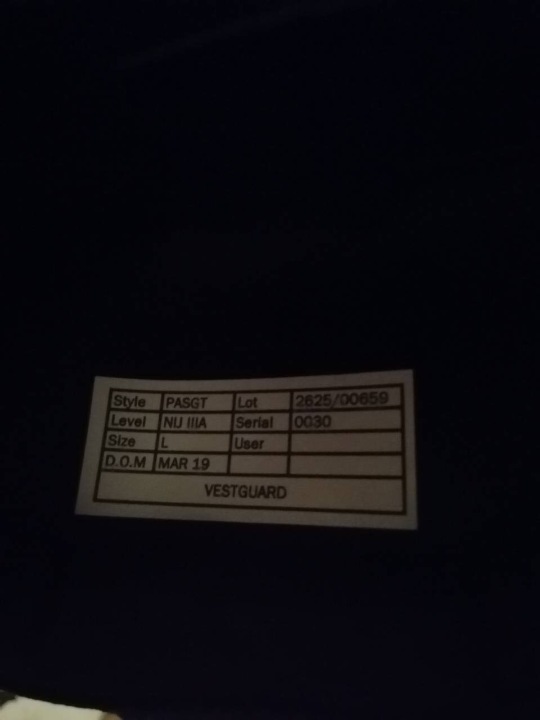 Style PASGT Lot 2625/00659
Level NIJ IIIA Serial 0030
Size L User
D.O.M MAR 19
VESTGUARD